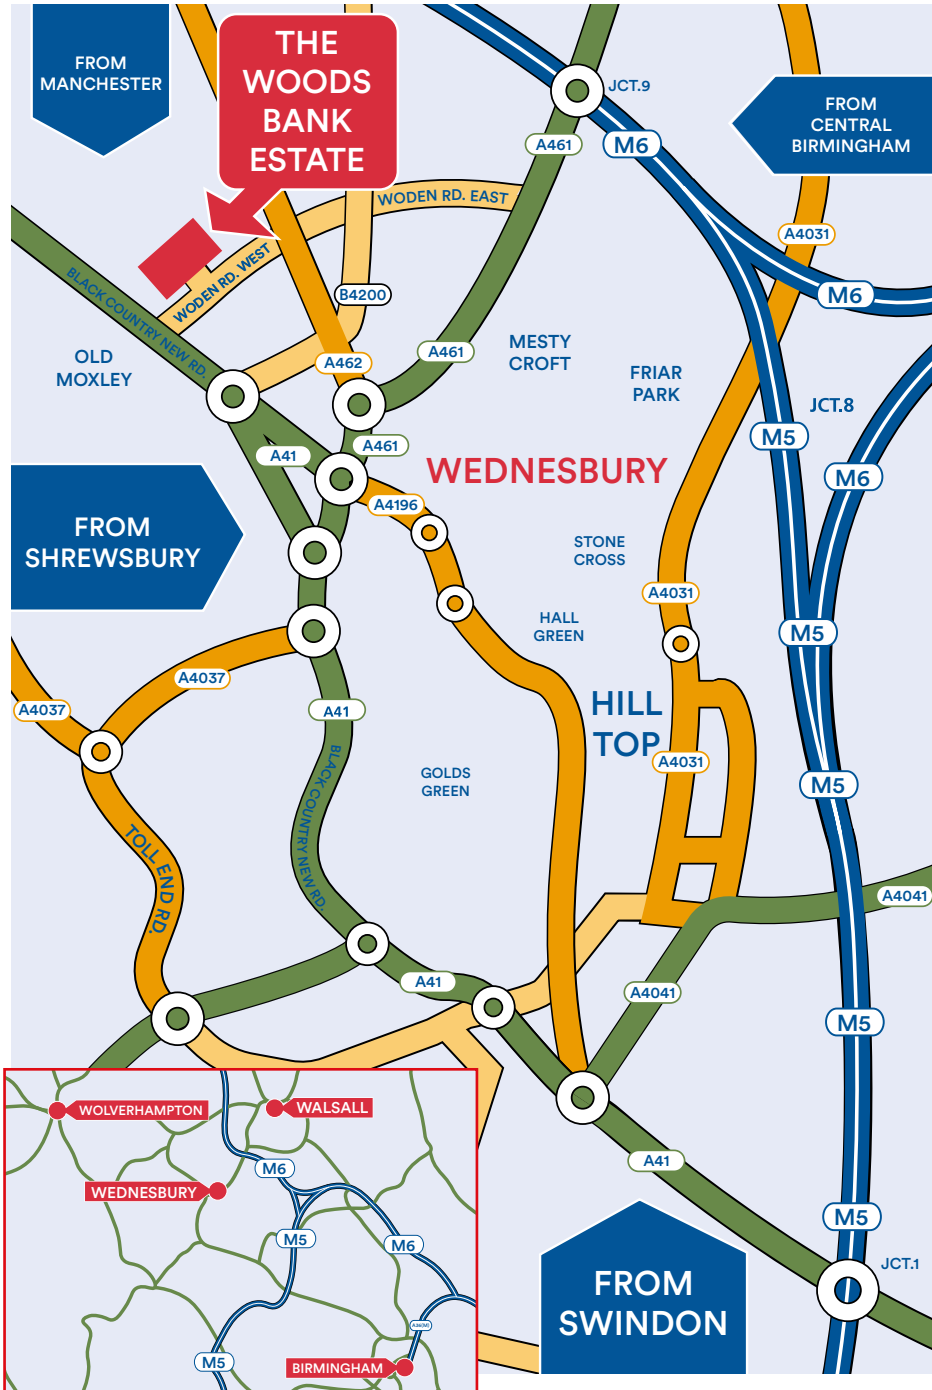 FROM
MANCHESTER
THE
WOODS
BANK
ESTATE
JCT.9
A461
M6
FROM
CENTRAL
BIRMINGHAM
WODEN RD. EAST
A4031
WODEN RD. WEST
BLACK COUNTRY NEW RD.
B4200
M6
OLD
MOXLEY
A462
A461
MESTY
CROFT
FRIAR
PARK
JCT.8
M5
A41
A461
WEDNESBURY
M6
A4196
FROM
SHREWSBURY
STONE
CROSS
A4031
HALL
GREEN
M5
A4037
A4037
A41
HILL
TOP
A4031
BLACK COUNTRY NEW RD.
GOLDS
GREEN
M5
TOLL END RD.
A4041
A41
A4041
M5
WOLVERHAMPTON
WALSALL
M6
WEDNESBURY
A41
M5
M6
M5
JCT.1
FROM
SWINDON
A38(M)
M5
BIRMINGHAM